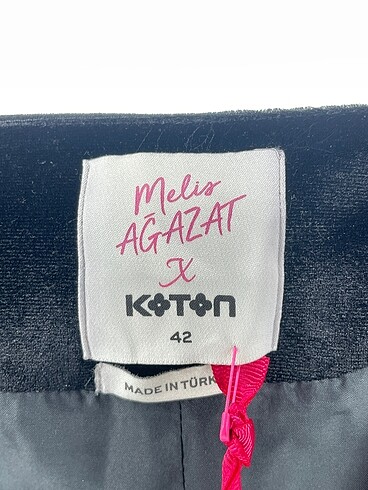 Melis
AĞAZAT
X
KOTON
42
MADE IN TÜRK